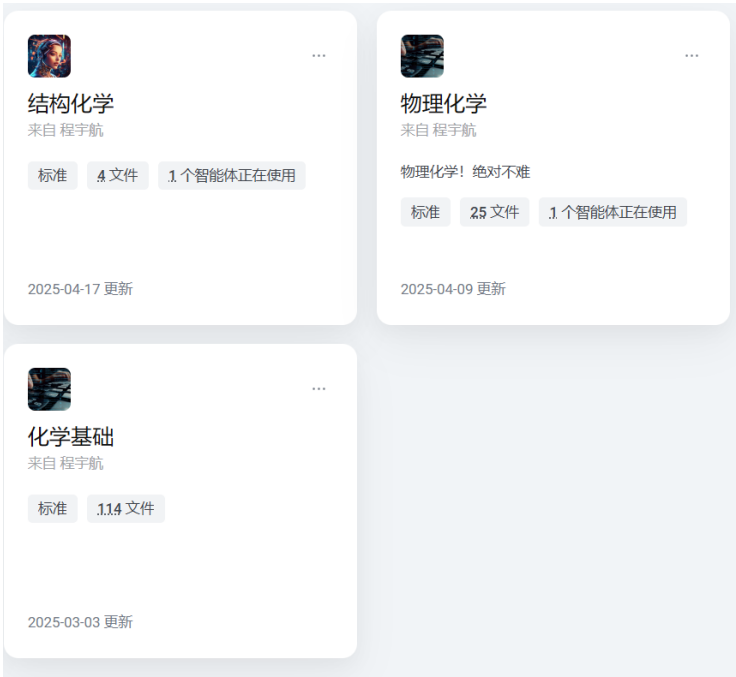 结构化学
来自 程宇航
标准 4 文件 1 个智能体正在使用
2025-04-17 更新
物理化学
来自 程宇航
物理化学！绝对不难
标准 25 文件 1 个智能体正在使用
2025-04-09 更新
化学基础
来自 程宇航
标准 114 文件
2025-03-03 更新